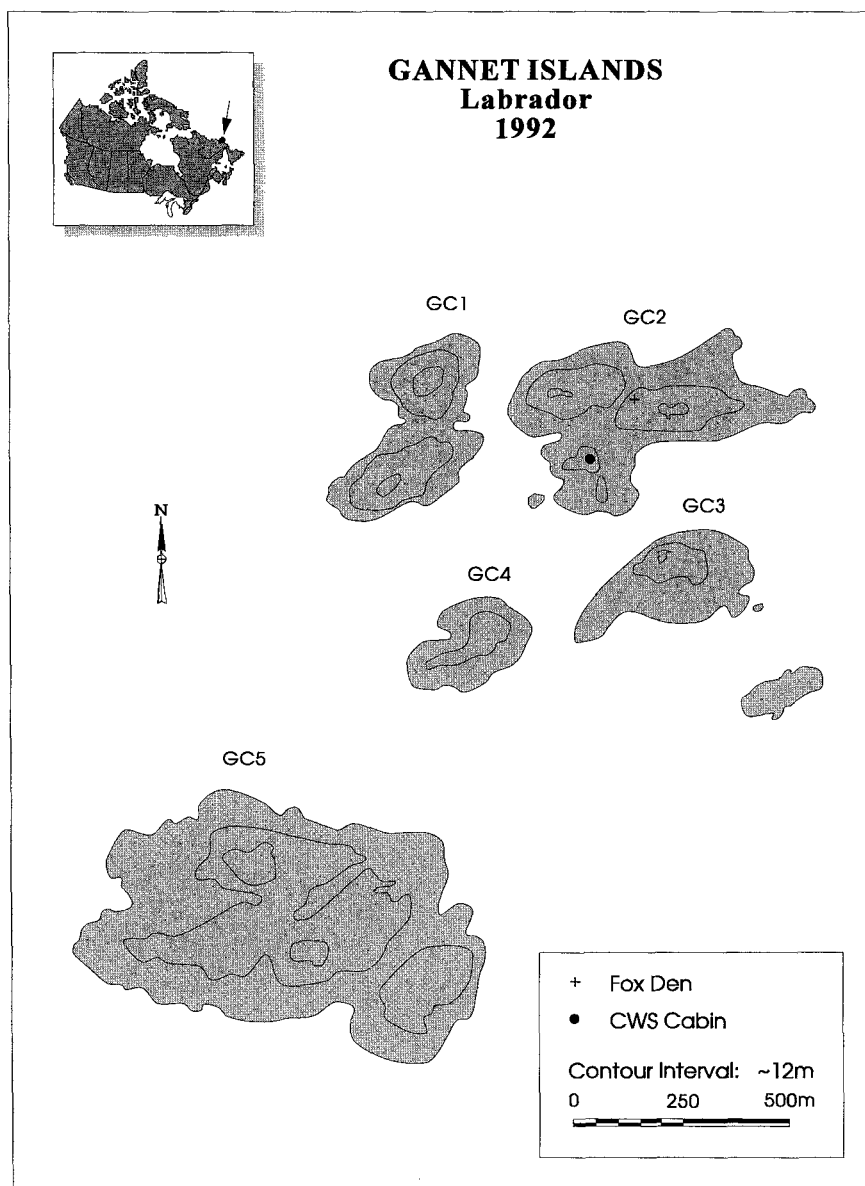 GANNET ISLANDS
Labrador
1992
GC1
GC2
N
GC3
GC4
GC5
+ Fox Den
● CWS Cabin
Contour Interval: ~12m
0 250 500m